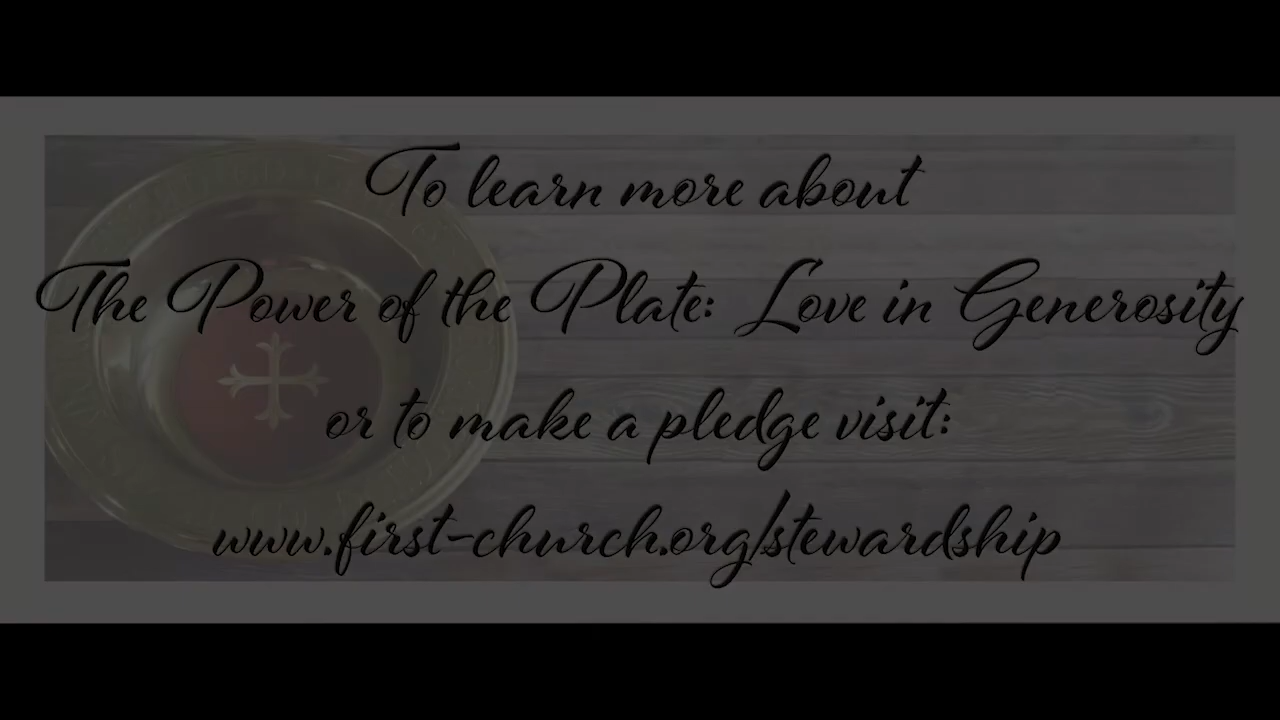 To learn more about
The Power of the Plate: Love in Generosity
or to make a pledge visit:
www.first-church.org/stewardship